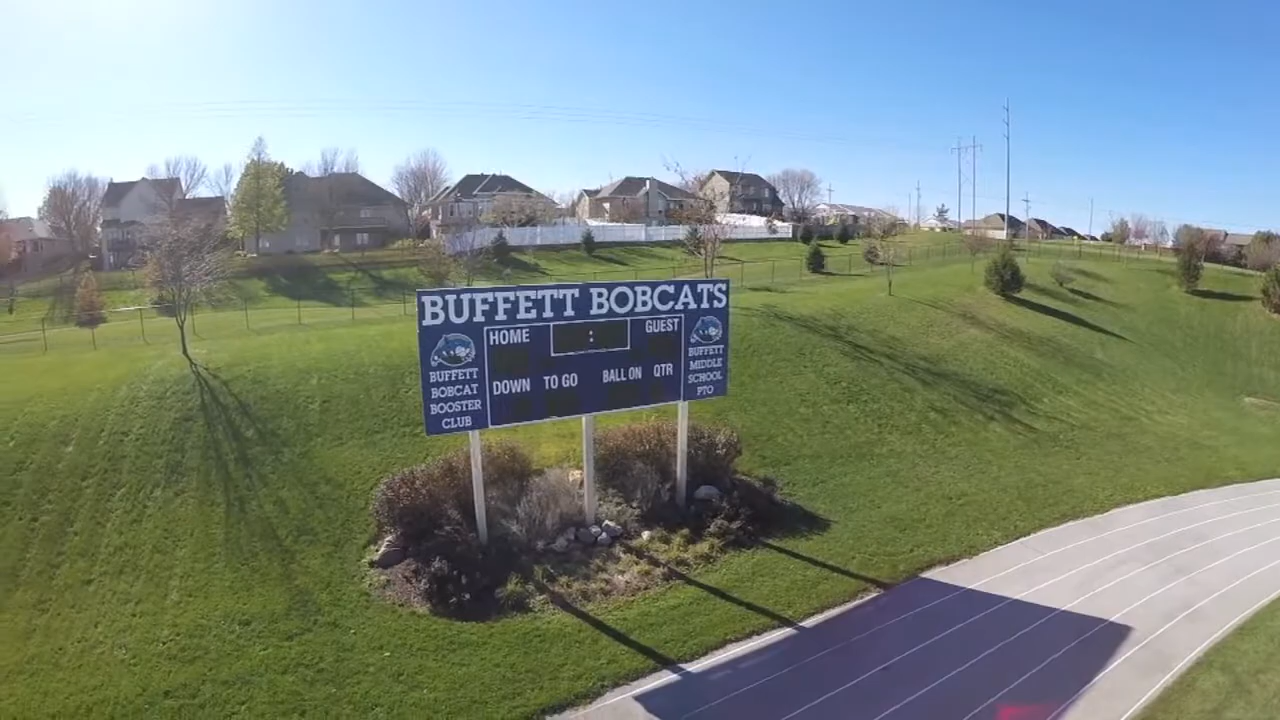 BUFFETT BOBCATS
HOME
:
GUEST
DOWN TO GO BALL ON QTR
BUFFETT
BOBCAT
BOOSTER
CLUB
BUFFETT
MIDDLE
SCHOOL
PTO